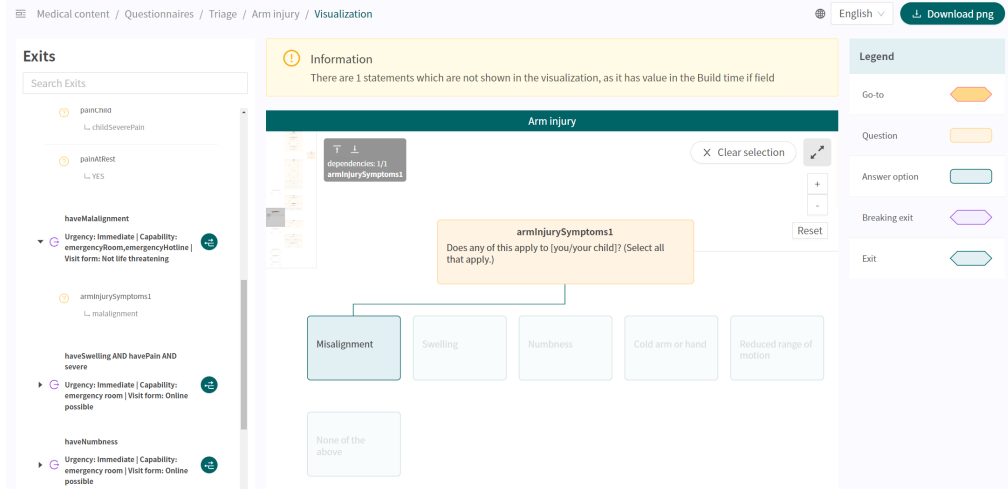 Medical content / Questionnaires / Triage / Arm injury / Visualization
English
Download png
Exits
Search Exits
painChild
childSeverePain
painAtRest
YES
haveMalalignment
Urgency: Immediate | Capability:
emergencyRoom,emergencyHotline |
Visit form: Not life threatening
armInjurySymptoms1
malalignment
haveSwelling AND havePain AND
severe
Urgency: Immediate | Capability:
emergency room | Visit form: Online
possible
haveNumbness
Urgency: Immediate | Capability:
emergency room | Visit form: Online
possible
Information
There are 1 statements which are not shown in the visualization, as it has value in the Build time if field
Arm injury
dependencies: 1/1
armInjurySymptoms1
X Clear selection
+
-
Reset
armInjurySymptoms1
Does any of this apply to [you/your child]? (Select all
that apply.)
Misalignment
Swelling
Numbness
Cold arm or hand
Reduced range of
motion
None of the
above
Legend
Go-to
Question
Answer option
Breaking exit
Exit